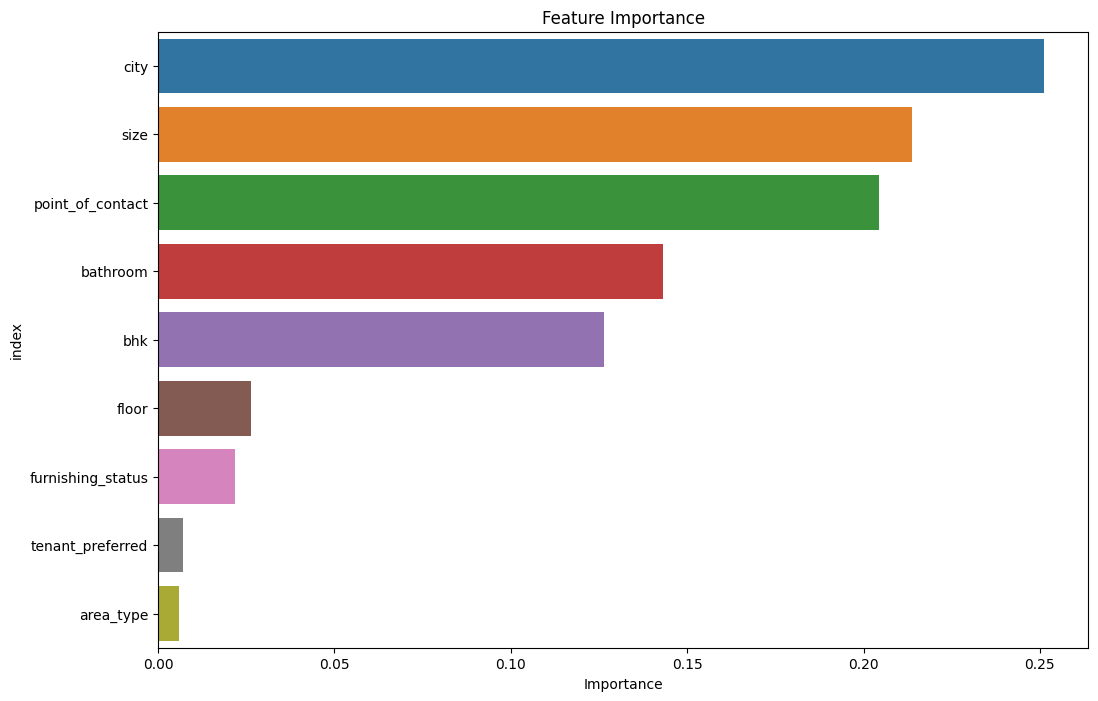 Feature Importance
index
city
size
point_of_contact
bathroom
bhk
floor
furnishing_status
tenant_preferred
area_type
0.00 0.05 0.10 0.15 0.20 0.25
Importance